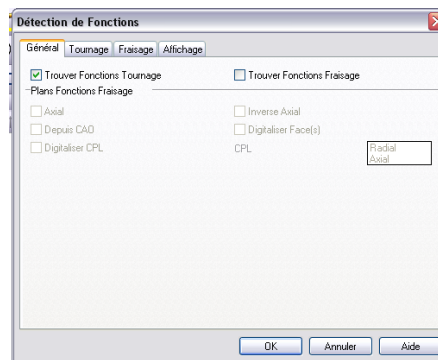 Détection de Fonctions
Général Tournage Fraisage Affichage
Trouver Fonctions Tournage Trouver Fonctions Fraisage
Plans Fonctions Fraisage
Axial Inverse Axial
Depuis CAO Digitaliser Face(s)
Digitaliser CPL CPL Radial
Axial
OK Annuler Aide